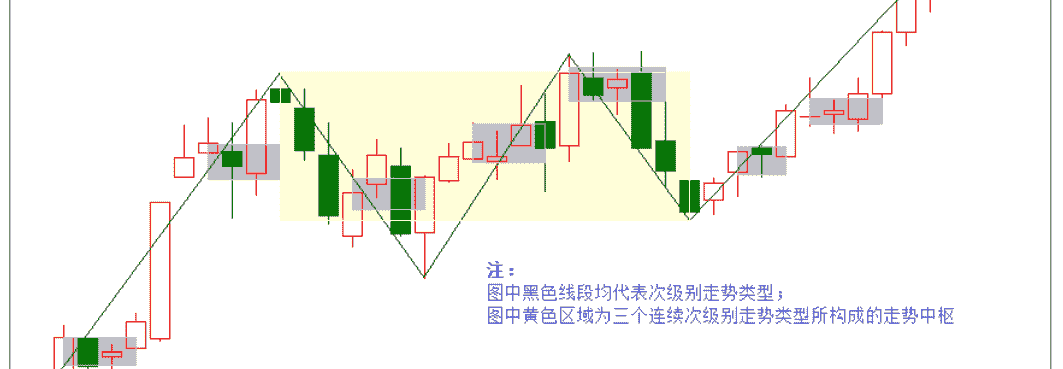 注：
图中黑色线段均代表次级别走势类型；
图中黄色区域为三个连续次级别走势类型所构成的走势中枢